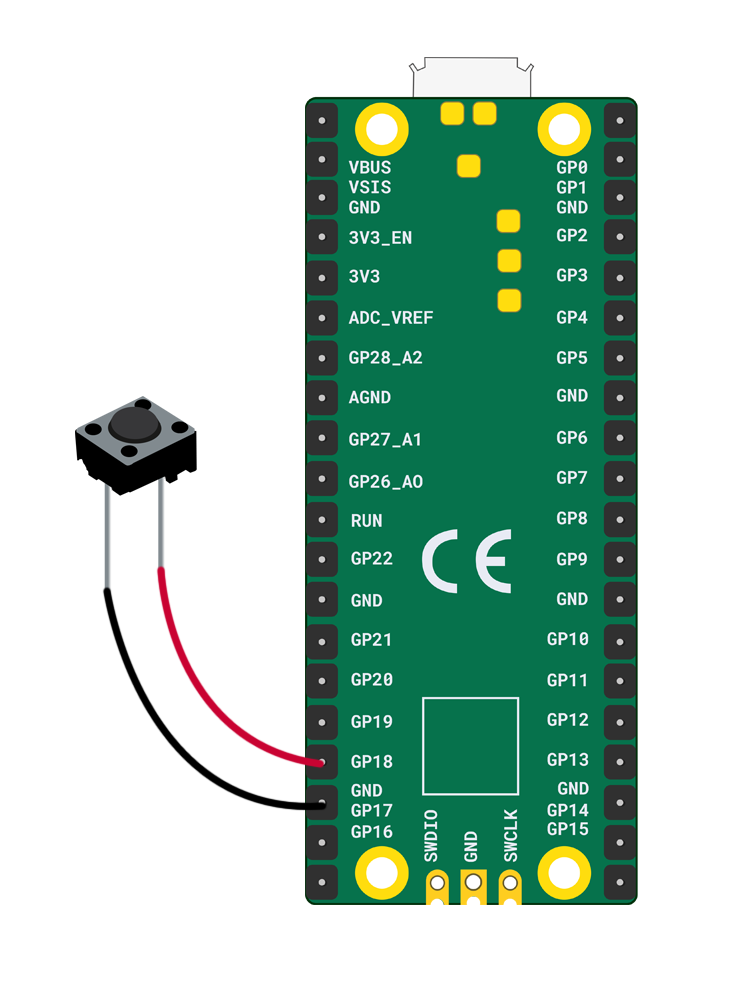 VBUS
VSIS
GND
3V3_EN
3V3
ADC_VREF
GP28_A2
AGND
GP27_A1
GP26_AO
RUN
GP22
GND
GP21
GP20
GP19
GP18
GND
GP17
GP16
GP0
GP1
GND
GP2
GP3
GP4
GP5
GND
GP6
GP7
GP8
GP9
GND
GP10
GP11
GP12
GP13
GND
GP14
GP15
CE
SWDIO
GND
SWCLK